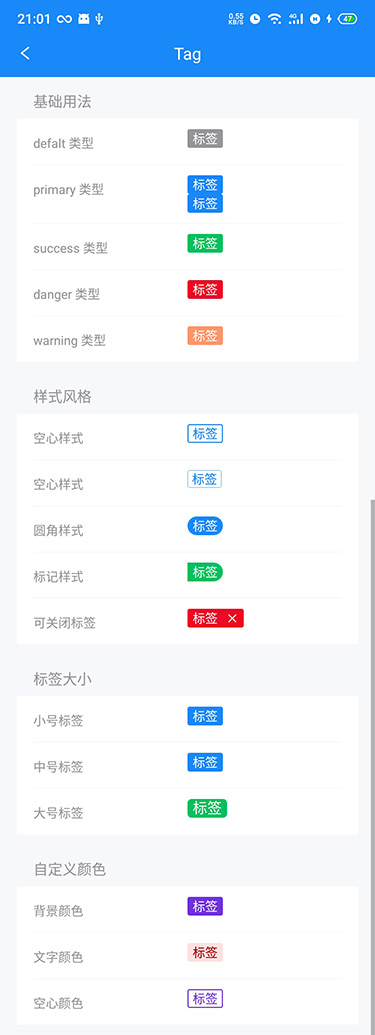 21:01
0.55 KB/S
4G
47
Tag
基础用法
defalt 类型
标签
primary 类型
标签
标签
success 类型
标签
danger 类型
标签
warning 类型
标签
样式风格
空心样式
标签
空心样式
标签
圆角样式
标签
标记样式
标签
可关闭标签
标签
标签大小
小号标签
标签
中号标签
标签
大号标签
标签
自定义颜色
背景颜色
标签
文字颜色
标签
空心颜色
标签